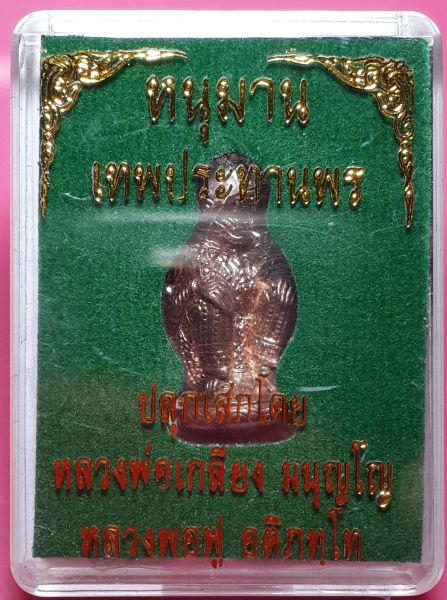 หนุมาน
เทพประทานพร
ปลุกเสกโดย
หลวงพ่อเกลี้ยง มนุญโญ
หลวงพ่อฟู อติภทฺโท